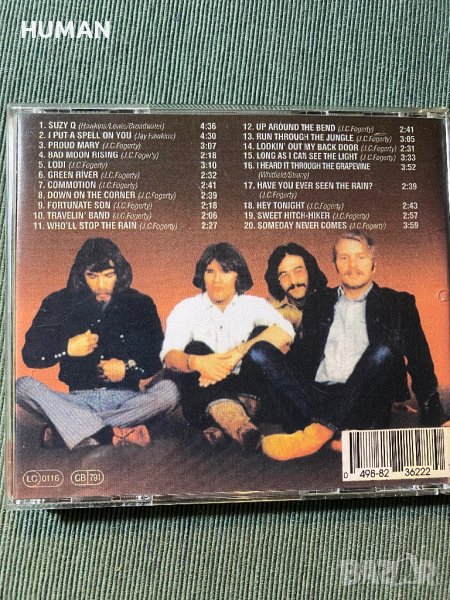 HUMAN
1. SUZY Q (Hawkins/Lewis/Broadwater) 4:36
2. I PUT A SPELL ON YOU (Jay Hawkins) 4:30
3. PROUD MARY (J.C.Fogerty) 3:07
4. BAD MOON RISING (J.C.Fogerty) 2:18
5. LODI (J.C.Fogerty) 3:09
6. GREEN RIVER (J.C.Fogerty) 2:31
7. COMMOTION (J.C.Fogerty) 2:41
8. DOWN ON THE CORNER (J.C.Fogerty) 2:43
9. FORTUNATE SON (J.C.Fogerty) 2:18
10. TRAVELIN' BAND (J.C.Fogerty) 2:06
11. WHO'LL STOP THE RAIN (J.C.Fogerty) 2:27
12. UP AROUND THE BEND (J.C.Fogerty) 2:41
13. RUN THROUGH THE JUNGLE (J.C.Fogerty) 3:05
14. LOOKIN' OUT MY BACK DOOR (J.C.Fogerty) 2:31
15. LONG AS I CAN SEE THE LIGHT (J.C.Fogerty) 3:33
16. I HEARD IT THROUGH THE GRAPEVINE 3:52
(Whitfield/Strong)
17. HAVE YOU EVER SEEN THE RAIN? 2:39
(J.C.Fogerty)
18. HEY TONIGHT (J.C.Fogerty) 2:43
19. SWEET HITCH-HIKER (J.C.Fogerty) 2:57
20. SOMEDAY NEVER COMES (J.C.Fogerty) 3:59
LC 0116
CB 791
0 498-82 36222
BAZAR